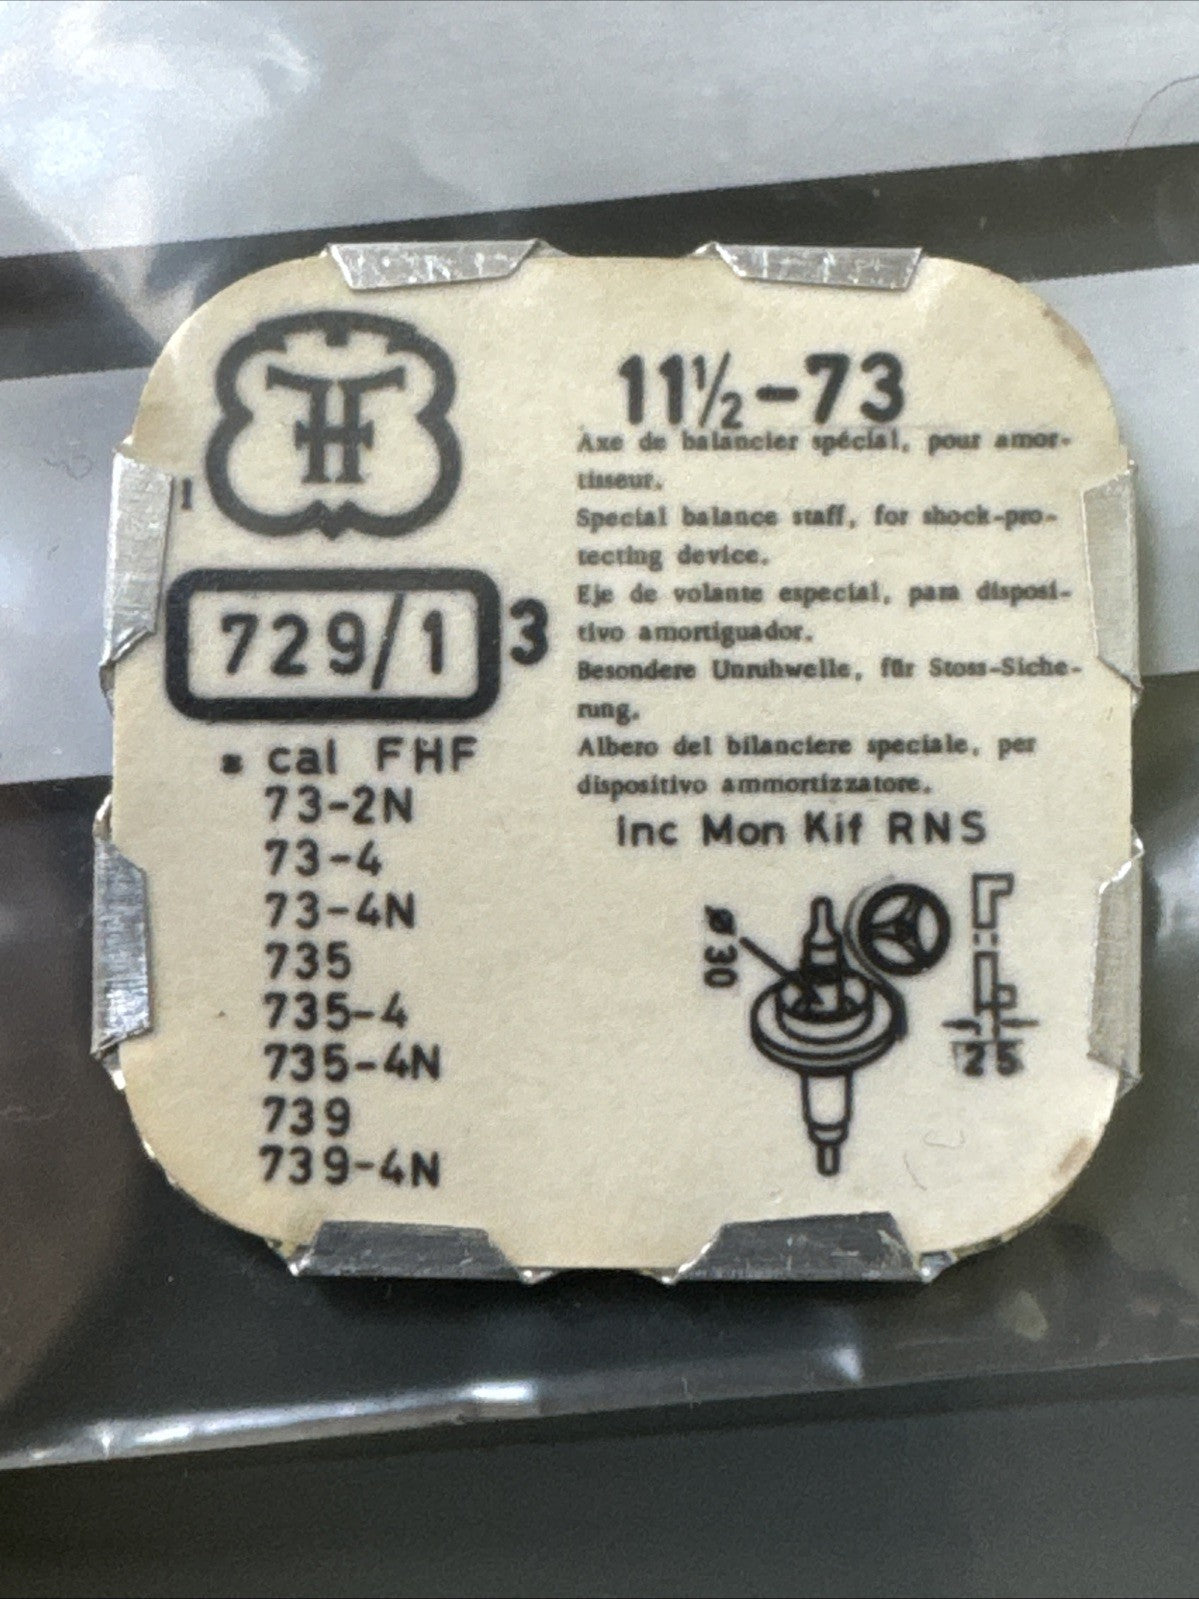 FHF
I
729/1 3
= cal FHF
73-2N
73-4
73-4N
735
735-4
735-4N
739
739-4N
11½-73
Axe de balancier spécial, pour amor-
tisseur.
Special balance staff, for shock-pro-
tecting device.
Eje de volante especial, para disposi-
tivo amortiguador.
Besondere Unruhwelle, für Stoss-Siche-
rung.
Albero del bilanciere speciale, per
dispositivo ammortizzatore.
Inc Mon Kif RNS
Ø 30
25